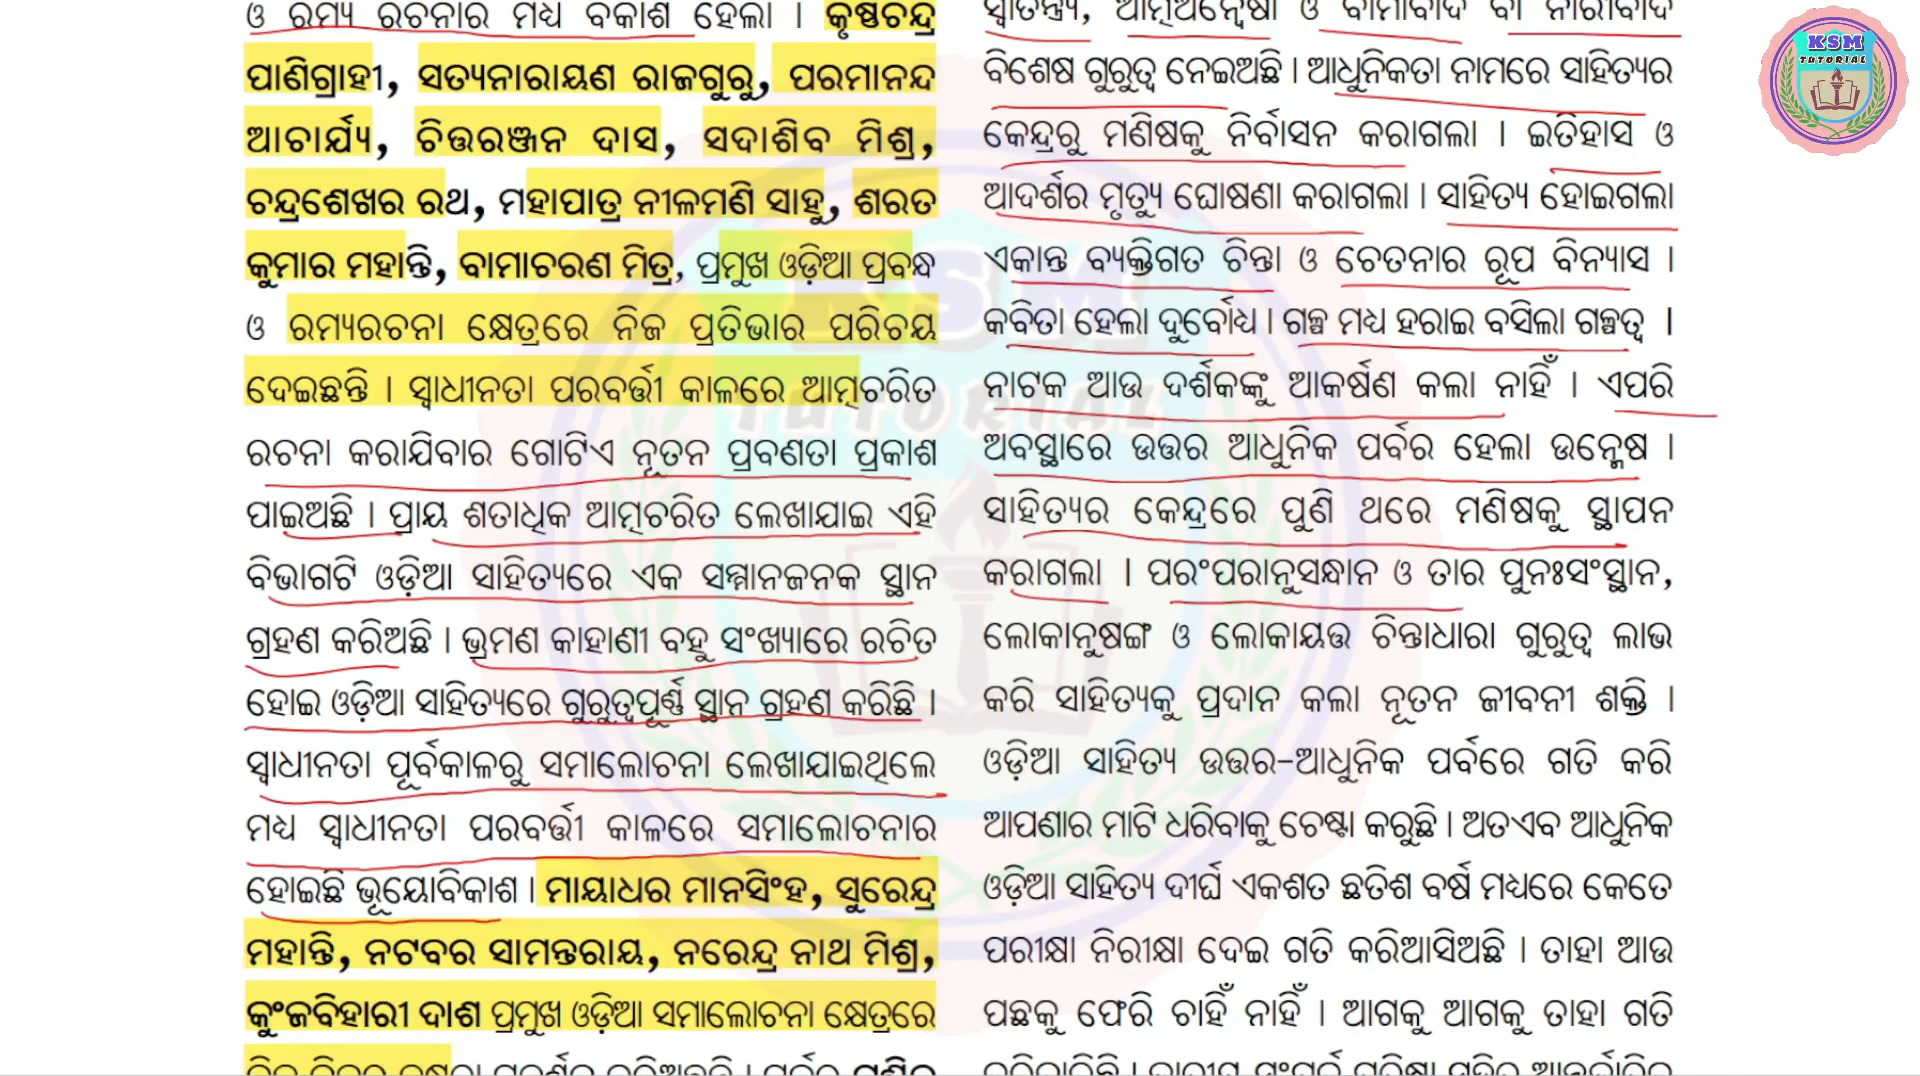 ଓ ରମ୍ୟ ରଚନାର ମଧ୍ୟ ବିକାଶ ହେଲା । କୃଷ୍ଣଚନ୍ଦ୍ର
ପାଣିଗ୍ରାହୀ, ସତ୍ୟନାରାୟଣ ରାଜଗୁରୁ, ପରମାନନ୍ଦ
ଆଚାର୍ଯ୍ୟ, ଚିତ୍ତରଞ୍ଜନ ଦାସ, ସଦାଶିବ ମିଶ୍ର,
ଚନ୍ଦ୍ରଶେଖର ରଥ, ମହାପାତ୍ର ନୀଳମଣି ସାହୁ, ଶରତ
କୁମାର ମହାନ୍ତି, ବାମାଚରଣ ମିତ୍ର, ପ୍ରମୁଖ ଓଡ଼ିଆ ପ୍ରବନ୍ଧ
ଓ ରମ୍ୟରଚନା କ୍ଷେତ୍ରରେ ନିଜ ପ୍ରତିଭାର ପରିଚୟ
ଦେଇଛନ୍ତି । ସ୍ୱାଧୀନତା ପରବର୍ତ୍ତୀ କାଳରେ ଆତ୍ମଚରିତ
ରଚନା କରାଯିବାର ଗୋଟିଏ ନୂତନ ପ୍ରବଣତା ପ୍ରକାଶ
ପାଇଅଛି । ପ୍ରାୟ ଶତାଧିକ ଆତ୍ମଚରିତ ଲେଖାଯାଇ ଏହି
ବିଭାଗଟି ଓଡ଼ିଆ ସାହିତ୍ୟରେ ଏକ ସମ୍ମାନଜନକ ସ୍ଥାନ
ଗ୍ରହଣ କରିଅଛି । ଭ୍ରମଣ କାହାଣୀ ବହୁ ସଂଖ୍ୟାରେ ରଚିତ
ହୋଇ ଓଡ଼ିଆ ସାହିତ୍ୟରେ ଗୁରୁତ୍ୱପୂର୍ଣ୍ଣ ସ୍ଥାନ ଗ୍ରହଣ କରିଛି ।
ସ୍ୱାଧୀନତା ପୂର୍ବକାଳରୁ ସମାଲୋଚନା ଲେଖାଯାଇଥିଲେ
ମଧ୍ୟ ସ୍ୱାଧୀନତା ପରବର୍ତ୍ତୀ କାଳରେ ସମାଲୋଚନାର
ହୋଇଛି ଭୂୟୋବିକାଶ । ମାୟାଧର ମାନସିଂହ, ସୁରେନ୍ଦ୍ର
ମହାନ୍ତି, ନଟବର ସାମନ୍ତରାୟ, ନରେନ୍ଦ୍ର ନାଥ ମିଶ୍ର,
କୁଂଜବିହାରୀ ଦାଶ ପ୍ରମୁଖ ଓଡ଼ିଆ ସମାଲୋଚନା କ୍ଷେତ୍ରରେ
ସ୍ୱାତନ୍ତ୍ର୍ୟ, ଆତ୍ମଅନ୍ୱେଷା ଓ ବାମାବାଦ ବା ନାରୀବାଦ
ବିଶେଷ ଗୁରୁତ୍ୱ ନେଇଅଛି । ଆଧୁନିକତା ନାମରେ ସାହିତ୍ୟର
କେନ୍ଦ୍ରରୁ ମଣିଷକୁ ନିର୍ବାସନ କରାଗଲା । ଇତିହାସ ଓ
ଆଦର୍ଶର ମୃତ୍ୟୁ ଘୋଷଣା କରାଗଲା । ସାହିତ୍ୟ ହୋଇଗଲା
ଏକାନ୍ତ ବ୍ୟକ୍ତିଗତ ଚିନ୍ତା ଓ ଚେତନାର ରୂପ ବିନ୍ୟାସ ।
କବିତା ହେଲା ଦୁର୍ବୋଧ୍ୟ । ଗଳ୍ପ ମଧ୍ୟ ହରାଇ ବସିଲା ଗଳ୍ପତ୍ୱ ।
ନାଟକ ଆଉ ଦର୍ଶକଙ୍କୁ ଆକର୍ଷଣ କଲା ନାହିଁ । ଏପରି
ଅବସ୍ଥାରେ ଉତ୍ତର ଆଧୁନିକ ପର୍ବର ହେଲା ଉନ୍ମେଷ ।
ସାହିତ୍ୟର କେନ୍ଦ୍ରରେ ପୁଣି ଥରେ ମଣିଷକୁ ସ୍ଥାପନ
କରାଗଲା । ପରଂପରାନୁସନ୍ଧାନ ଓ ତାର ପୁନଃସଂସ୍ଥାନ,
ଲୋକାନୁଷଙ୍ଗ ଓ ଲୋକାୟତ୍ତ ଚିନ୍ତାଧାରା ଗୁରୁତ୍ୱ ଲାଭ
କରି ସାହିତ୍ୟକୁ ପ୍ରଦାନ କଲା ନୂତନ ଜୀବନୀ ଶକ୍ତି ।
ଓଡ଼ିଆ ସାହିତ୍ୟ ଉତ୍ତର-ଆଧୁନିକ ପର୍ବରେ ଗତି କରି
ଆପଣାର ମାଟି ଧରିବାକୁ ଚେଷ୍ଟା କରୁଛି । ଅତଏବ ଆଧୁନିକ
ଓଡ଼ିଆ ସାହିତ୍ୟ ଦୀର୍ଘ ଏକଶତ ଛତିଶ ବର୍ଷ ମଧ୍ୟରେ କେତେ
ପରୀକ୍ଷା ନିରୀକ୍ଷା ଦେଇ ଗତି କରିଆସିଅଛି । ତାହା ଆଉ
ପଛକୁ ଫେରି ଚାହିଁ ନାହିଁ । ଆଗକୁ ଆଗକୁ ତାହା ଗତି
KSM
TUTORIAL